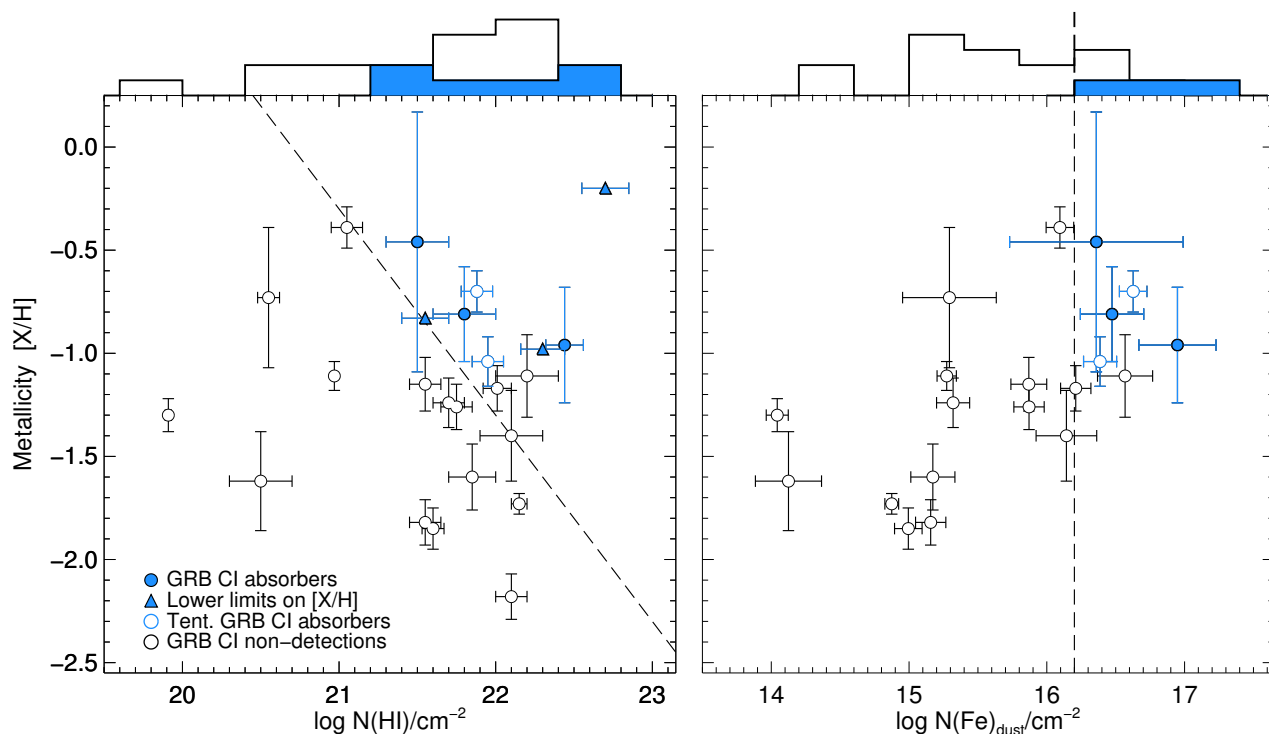 Metallicity [X/H]
0.0
−0.5
−1.0
−1.5
−2.0
−2.5
GRB CI absorbers
Lower limits on [X/H]
Tent. GRB CI absorbers
GRB CI non−detections
20 21 22 23
log N(HI)/cm−2
14 15 16 17
log N(Fe)dust/cm−2